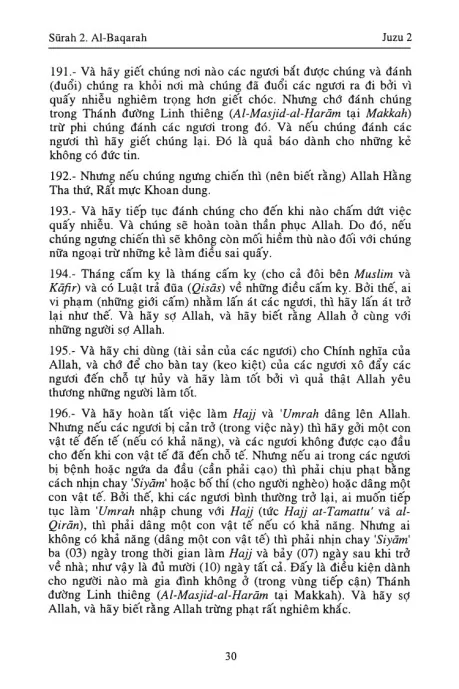 Sūrah 2. Al-Baqarah Juzu 2
191.- Và hãy giết chúng nơi nào các ngươi bắt được chúng và đánh
(đuổi) chúng ra khỏi nơi mà chúng đã đuổi các ngươi ra đi bởi vì
quấy nhiễu nghiêm trọng hơn giết chóc. Nhưng chớ đánh chúng
trong Thánh đường Linh thiêng (Al-Masjid-al-Harām tại Makkah)
trừ phi chúng đánh các ngươi trong đó. Và nếu chúng đánh các
ngươi thì hãy giết chúng lại. Đó là quả báo dành cho những kẻ
không có đức tin.
192.- Nhưng nếu chúng ngưng chiến thì (nên biết rằng) Allah Hằng
Tha thứ, Rất mực Khoan dung.
193.- Và hãy tiếp tục đánh chúng cho đến khi nào chấm dứt việc
quấy nhiễu. Và chúng sẽ hoàn toàn thần phục Allah. Do đó, nếu
chúng ngưng chiến thì sẽ không còn mối hiềm thù nào đối với chúng
nữa ngoại trừ những kẻ làm điều sai quấy.
194.- Tháng cấm kỵ là tháng cấm kỵ (cho cả đôi bên Muslim và
Kāfir) và có Luật trả đũa (Qisās) về những điều cấm kỵ. Bởi thế, ai
vi phạm (những giới cấm) nhằm lấn át các ngươi, thì hãy lấn át trở
lại như thế. Và hãy sợ Allah, và hãy biết rằng Allah ở cùng với
những người sợ Allah.
195.- Và hãy chi dùng (tài sản của các ngươi) cho Chính nghĩa của
Allah, và chớ để cho bàn tay (keo kiệt) của các ngươi xô đẩy các
ngươi đến chỗ tự hủy và hãy làm tốt bởi vì quả thật Allah yêu
thương những người làm tốt.
196.- Và hãy hoàn tất việc làm Hajj và 'Umrah dâng lên Allah.
Nhưng nếu các ngươi bị cản trở (trong việc này) thì hãy gởi một con
vật tế đến tế (nếu có khả năng), và các ngươi không được cạo đầu
cho đến khi con vật tế đã đến chỗ tế. Nhưng nếu ai trong các ngươi
bị bệnh hoặc ngứa da đầu (cần phải cạo) thì phải chịu phạt bằng
cách nhịn chay 'Siyām' hoặc bố thí (cho người nghèo) hoặc dâng một
con vật tế. Bởi thế, khi các ngươi bình thường trở lại, ai muốn tiếp
tục làm 'Umrah nhập chung với Hajj (tức Hajj at-Tamattu' và al-
Qirān), thì phải dâng một con vật tế nếu có khả năng. Nhưng ai
không có khả năng (dâng một con vật tế) thì phải nhịn chay 'Siyām'
ba (03) ngày trong thời gian làm Hajj và bảy (07) ngày sau khi trở
về nhà; như vậy là đủ mười (10) ngày tất cả. Đấy là điều kiện dành
cho người nào mà gia đình không ở (trong vùng tiếp cận) Thánh
đường Linh thiêng (Al-Masjid-al-Harām tại Makkah). Và hãy sợ
Allah, và hãy biết rằng Allah trừng phạt rất nghiêm khắc.
30